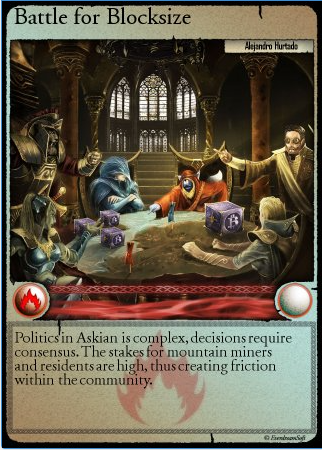 Battle for Blocksize
Alejandro Hurtado
Politics in Askian is complex, decisions require
consensus. The stakes for mountain miners
and residents are high, thus creating friction
within the community.
© EverdreamSoft